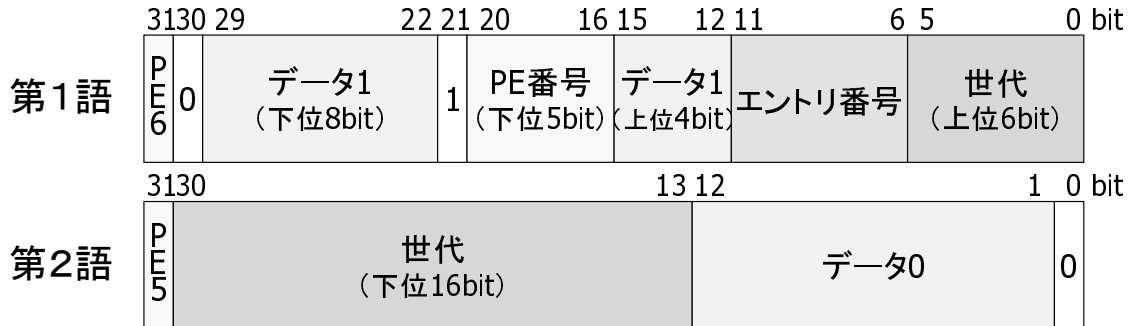 31 30 29 22 21 20 16 15 12 11 6 5 0 bit
第1語
PE6
0
データ1
(下位8bit)
1
PE番号
(下位5bit)
データ1
(上位4bit)
エントリ番号
世代
(上位6bit)
31 30 13 12 1 0 bit
第2語
PE5
世代
(下位16bit)
データ0
0